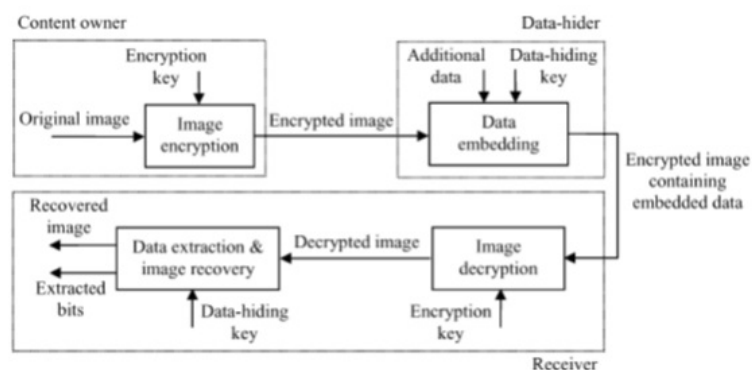 Content owner
Data-hider
Encryption
key
Additional
data
Data-hiding
key
Original image
Image
encryption
Encrypted image
Data
embedding
Encrypted image
containing
embedded data
Recovered
image
Data extraction &
image recovery
Decrypted image
Image
decryption
Extracted
bits
Data-hiding
key
Encryption
key
Receiver